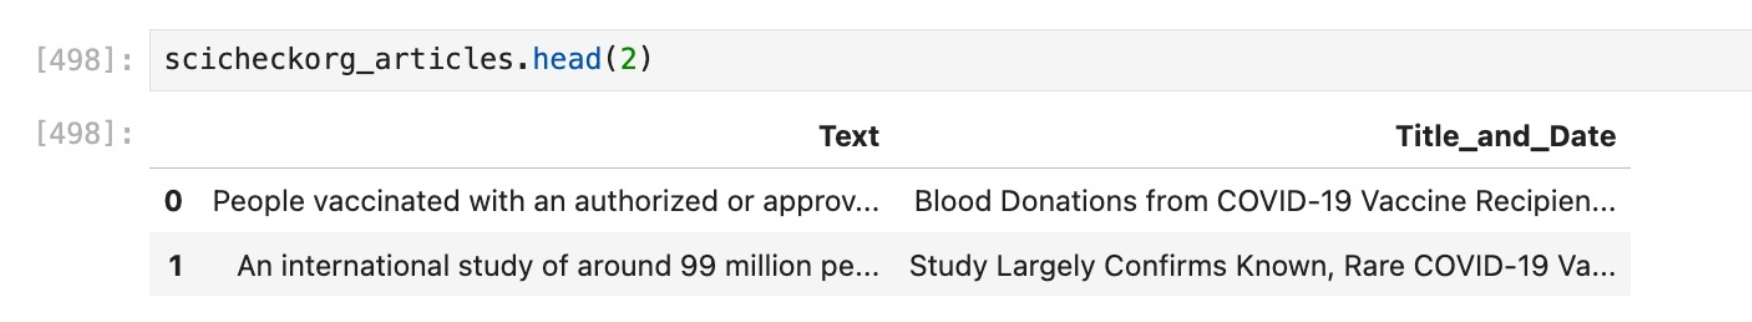 [498]: scicheckorg_articles.head(2)
[498]:
Text Title_and_Date
0 People vaccinated with an authorized or approv... Blood Donations from COVID-19 Vaccine Recipien...
1 An international study of around 99 million pe... Study Largely Confirms Known, Rare COVID-19 Va...